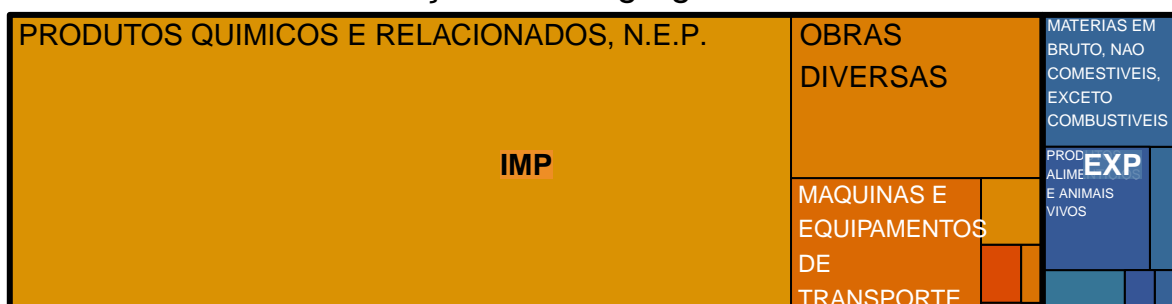 PRODUTOS QUIMICOS E RELACIONADOS, N.E.P.
IMP
OBRAS
DIVERSAS
MAQUINAS E
EQUIPAMENTOS
DE
TRANSPORTE
MATERIAS EM
BRUTO, NAO
COMESTIVEIS,
EXCETO
COMBUSTIVEIS
EXP
E ANIMAIS
VIVOS